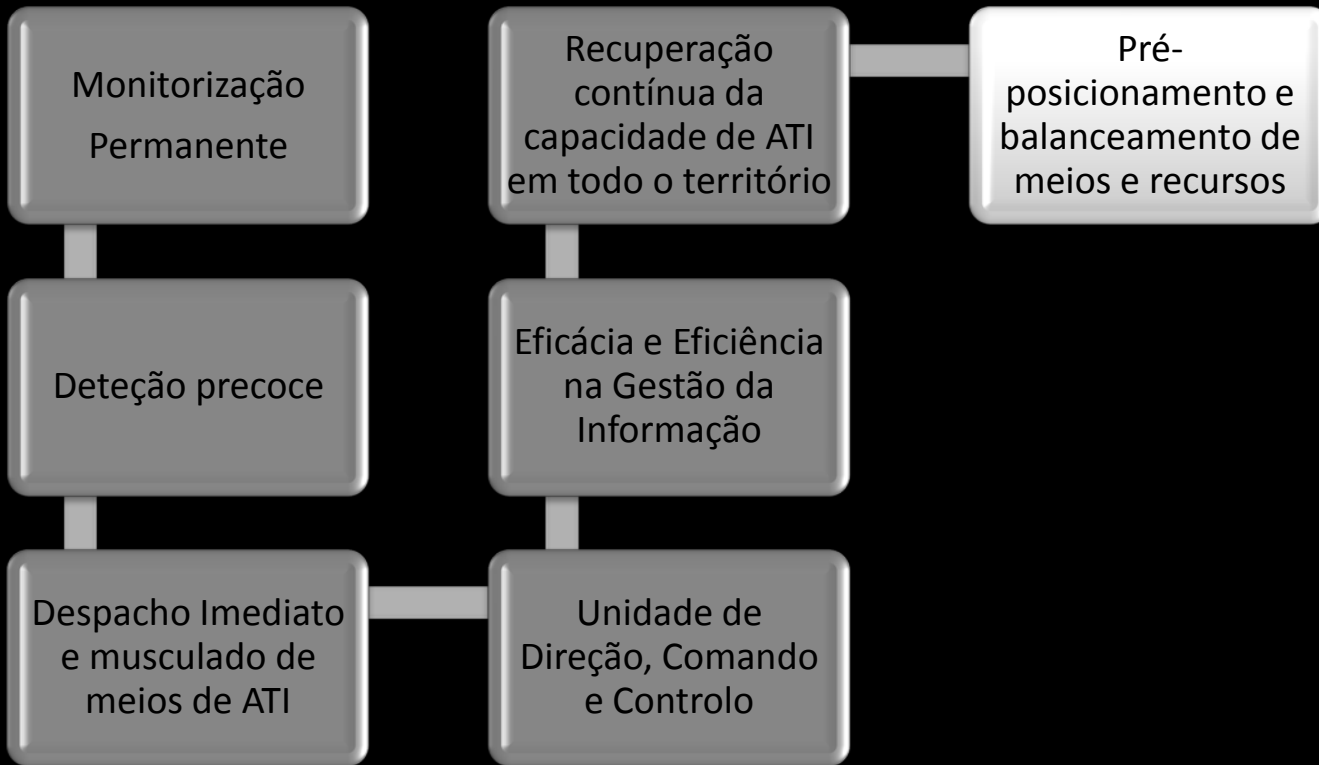 Monitorização
Permanente
Deteção precoce
Despacho Imediato
e musculado de
meios de ATI
Unidade de
Direção, Comando
e Controlo
Eficácia e Eficiência
na Gestão da
Informação
Recuperação
contínua da
capacidade de ATI
em todo o território
Pré-
posicionamento e
balanceamento de
meios e recursos